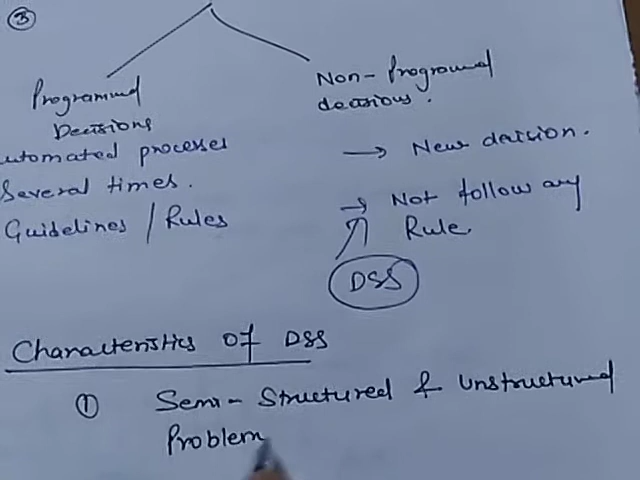 3
Programmed
Decisions
Non-Programmed
decisions.
utomated processes
Several times.
Guidelines / Rules
→ New decision.
→ Not follow any
Rule.
DSS
Characteristics of DSS
1 Semi-Structured & Unstructured
Problem